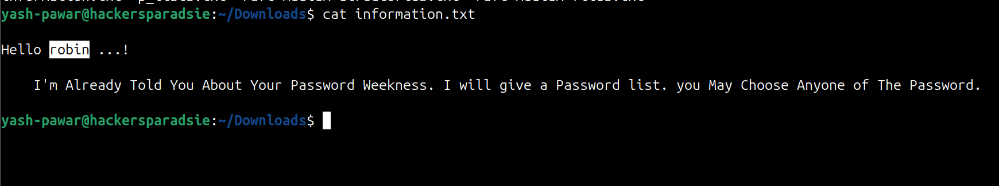 yash-pawar@hackersparadsie:~/Downloads$ cat information.txt
Hello robin ...!
I'm Already Told You About Your Password Weekness. I will give a Password list. you May Choose Anyone of The Password.
yash-pawar@hackersparadsie:~/Downloads$